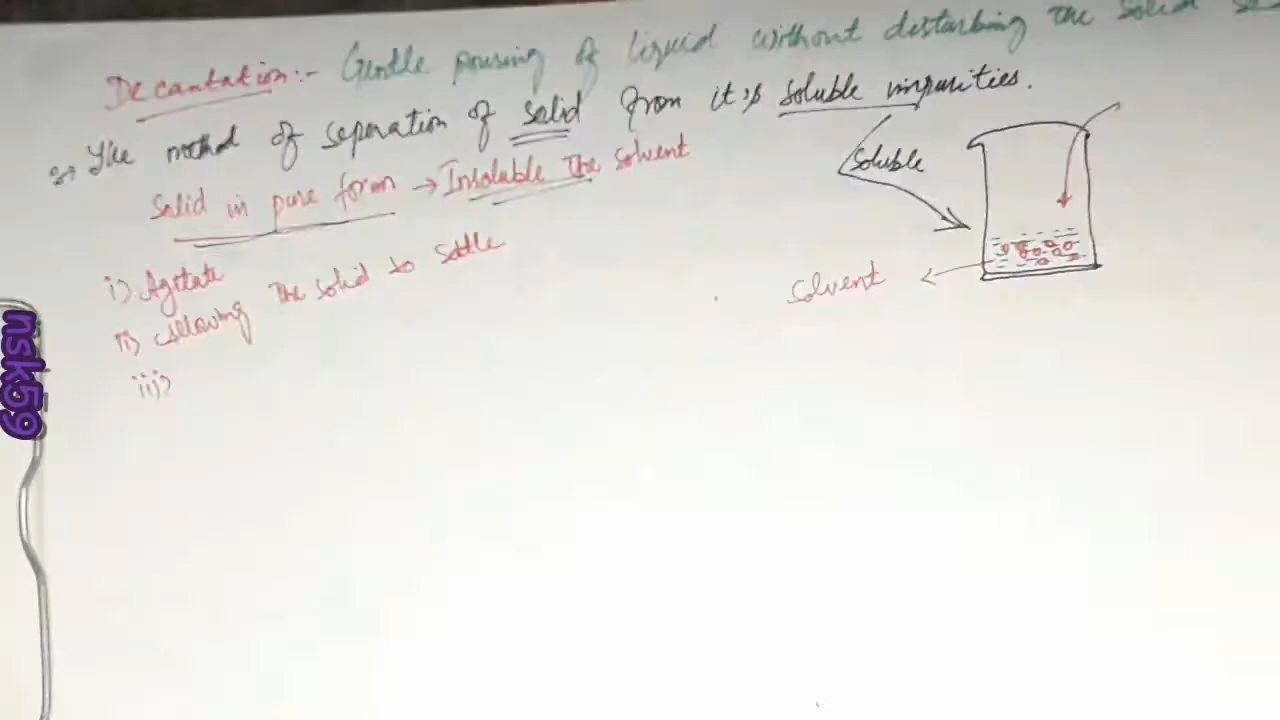 Decantation:- Gentle pouring of liquid without disturbing the solid
The method of seperation of solid from it's soluble impurities.
Solid in pure form → Insoluble the solvent
Soluble
i) Agitate
ii) Allowing the solid to settle
solvent
iii)
nsk59